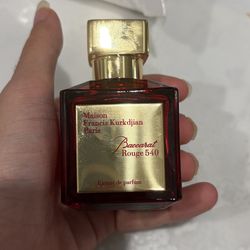 Maison
Francis Kurkdjian
Paris
Baccarat
Rouge 540
Extrait de parfum